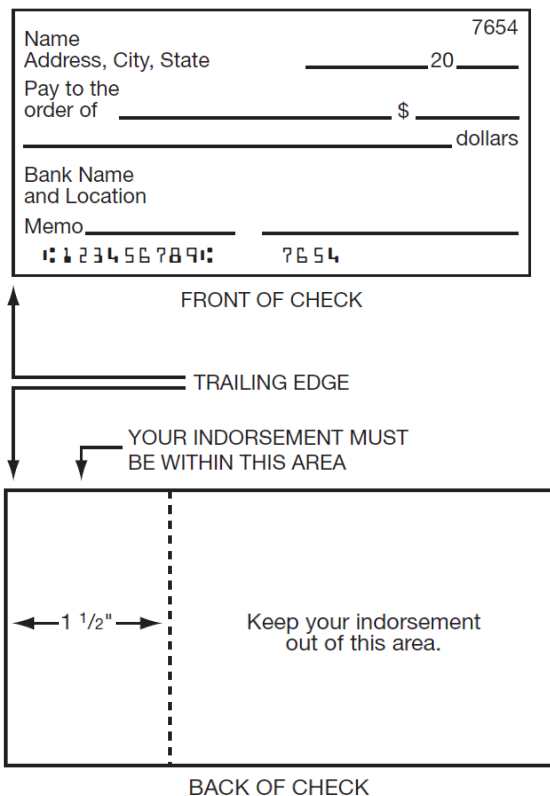 7654
Name
Address, City, State 20
Pay to the
order of $
dollars
Bank Name
and Location
Memo
⑆123456789⑆ 7654
FRONT OF CHECK
TRAILING EDGE
YOUR INDORSEMENT MUST
BE WITHIN THIS AREA
1 1/2"
Keep your indorsement
out of this area.
BACK OF CHECK